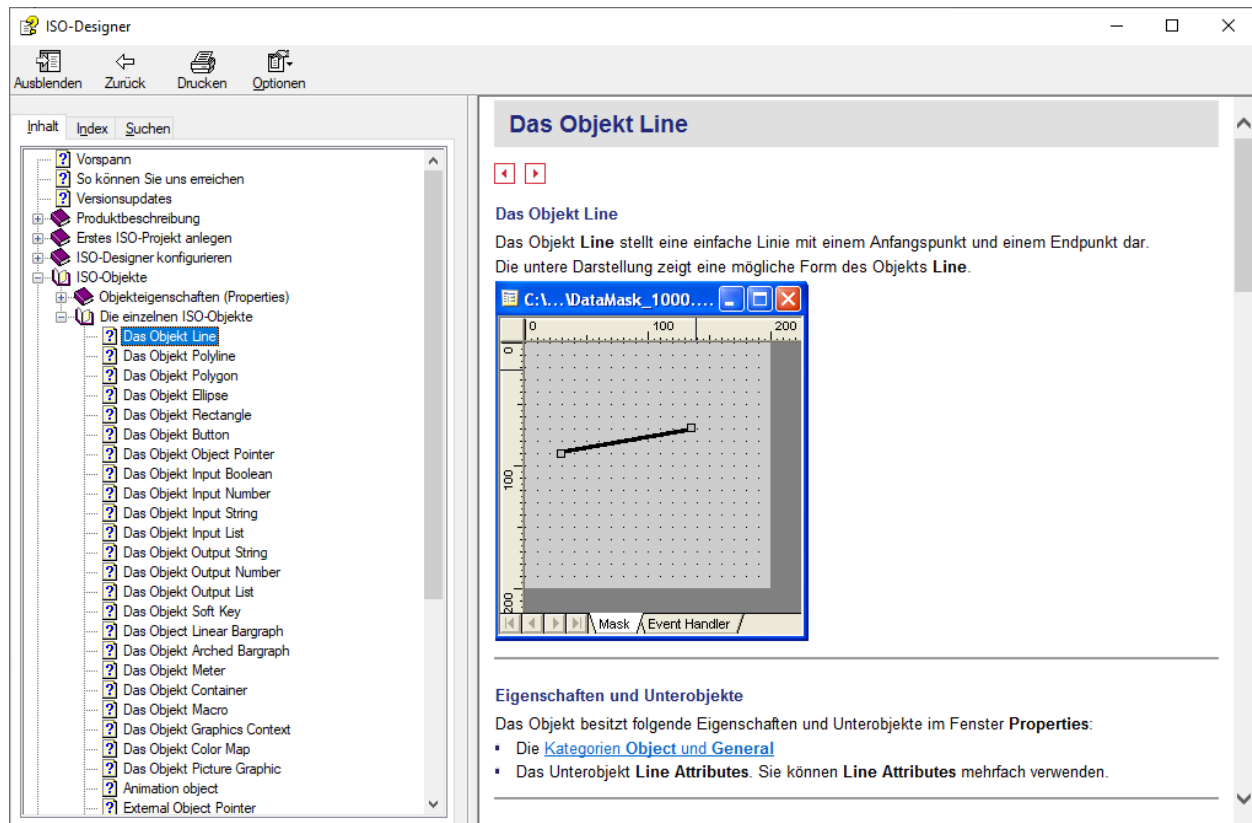 ISO-Designer
Ausblenden
Zurück
Drucken
Optionen
Inhalt
Index
Suchen
Vorspann
So können Sie uns erreichen
Versionsupdates
Produktbeschreibung
Erstes ISO-Projekt anlegen
ISO-Designer konfigurieren
ISO-Objekte
Objekteigenschaften (Properties)
Die einzelnen ISO-Objekte
Das Objekt Line
Das Objekt Polyline
Das Objekt Polygon
Das Objekt Ellipse
Das Objekt Rectangle
Das Objekt Button
Das Objekt Object Pointer
Das Objekt Input Boolean
Das Objekt Input Number
Das Objekt Input String
Das Objekt Input List
Das Objekt Output String
Das Objekt Output Number
Das Objekt Output List
Das Objekt Soft Key
Das Object Linear Bargraph
Das Objekt Arched Bargraph
Das Objekt Meter
Das Objekt Container
Das Objekt Macro
Das Objekt Graphics Context
Das Objekt Color Map
Das Objekt Picture Graphic
Animation object
External Object Pointer
Das Objekt Line
Das Objekt Line
Das Objekt Line stellt eine einfache Linie mit einem Anfangspunkt und einem Endpunkt dar.
Die untere Darstellung zeigt eine mögliche Form des Objekts Line.
C:\...\DataMask_1000....
0 100 200
0
100
200
Mask
Event Handler
Eigenschaften und Unterobjekte
Das Objekt besitzt folgende Eigenschaften und Unterobjekte im Fenster Properties:
▪ Die Kategorien Object und General
▪ Das Unterobjekt Line Attributes. Sie können Line Attributes mehrfach verwenden.